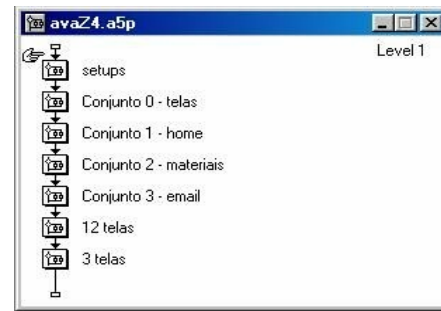 avaZ4.a5p
Level 1
setups
Conjunto 0 - telas
Conjunto 1 - home
Conjunto 2 - materiais
Conjunto 3 - email
12 telas
3 telas